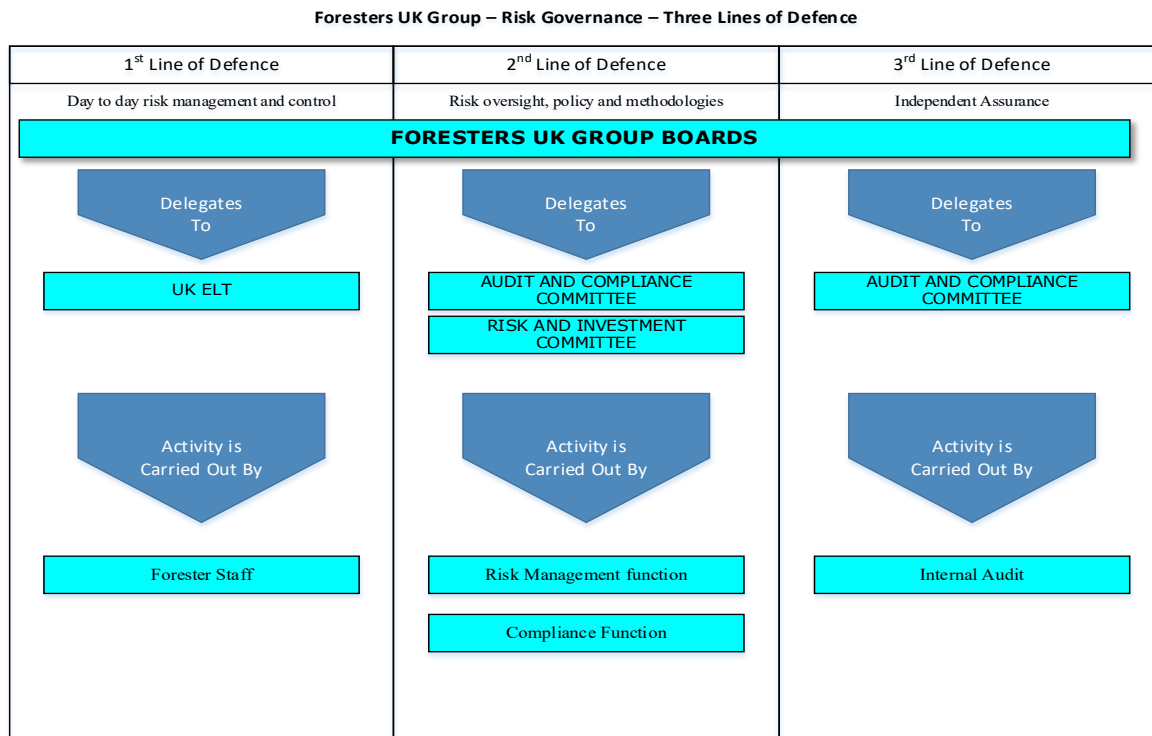 Foresters UK Group – Risk Governance – Three Lines of Defence
1st Line of Defence
2nd Line of Defence
3rd Line of Defence
Day to day risk management and control
Risk oversight, policy and methodologies
Independent Assurance
FORESTERS UK GROUP BOARDS
Delegates
To
Delegates
To
Delegates
To
UK ELT
AUDIT AND COMPLIANCE
COMMITTEE
RISK AND INVESTMENT
COMMITTEE
AUDIT AND COMPLIANCE
COMMITTEE
Activity is
Carried Out By
Activity is
Carried Out By
Activity is
Carried Out By
Forester Staff
Risk Management function
Internal Audit
Compliance Function